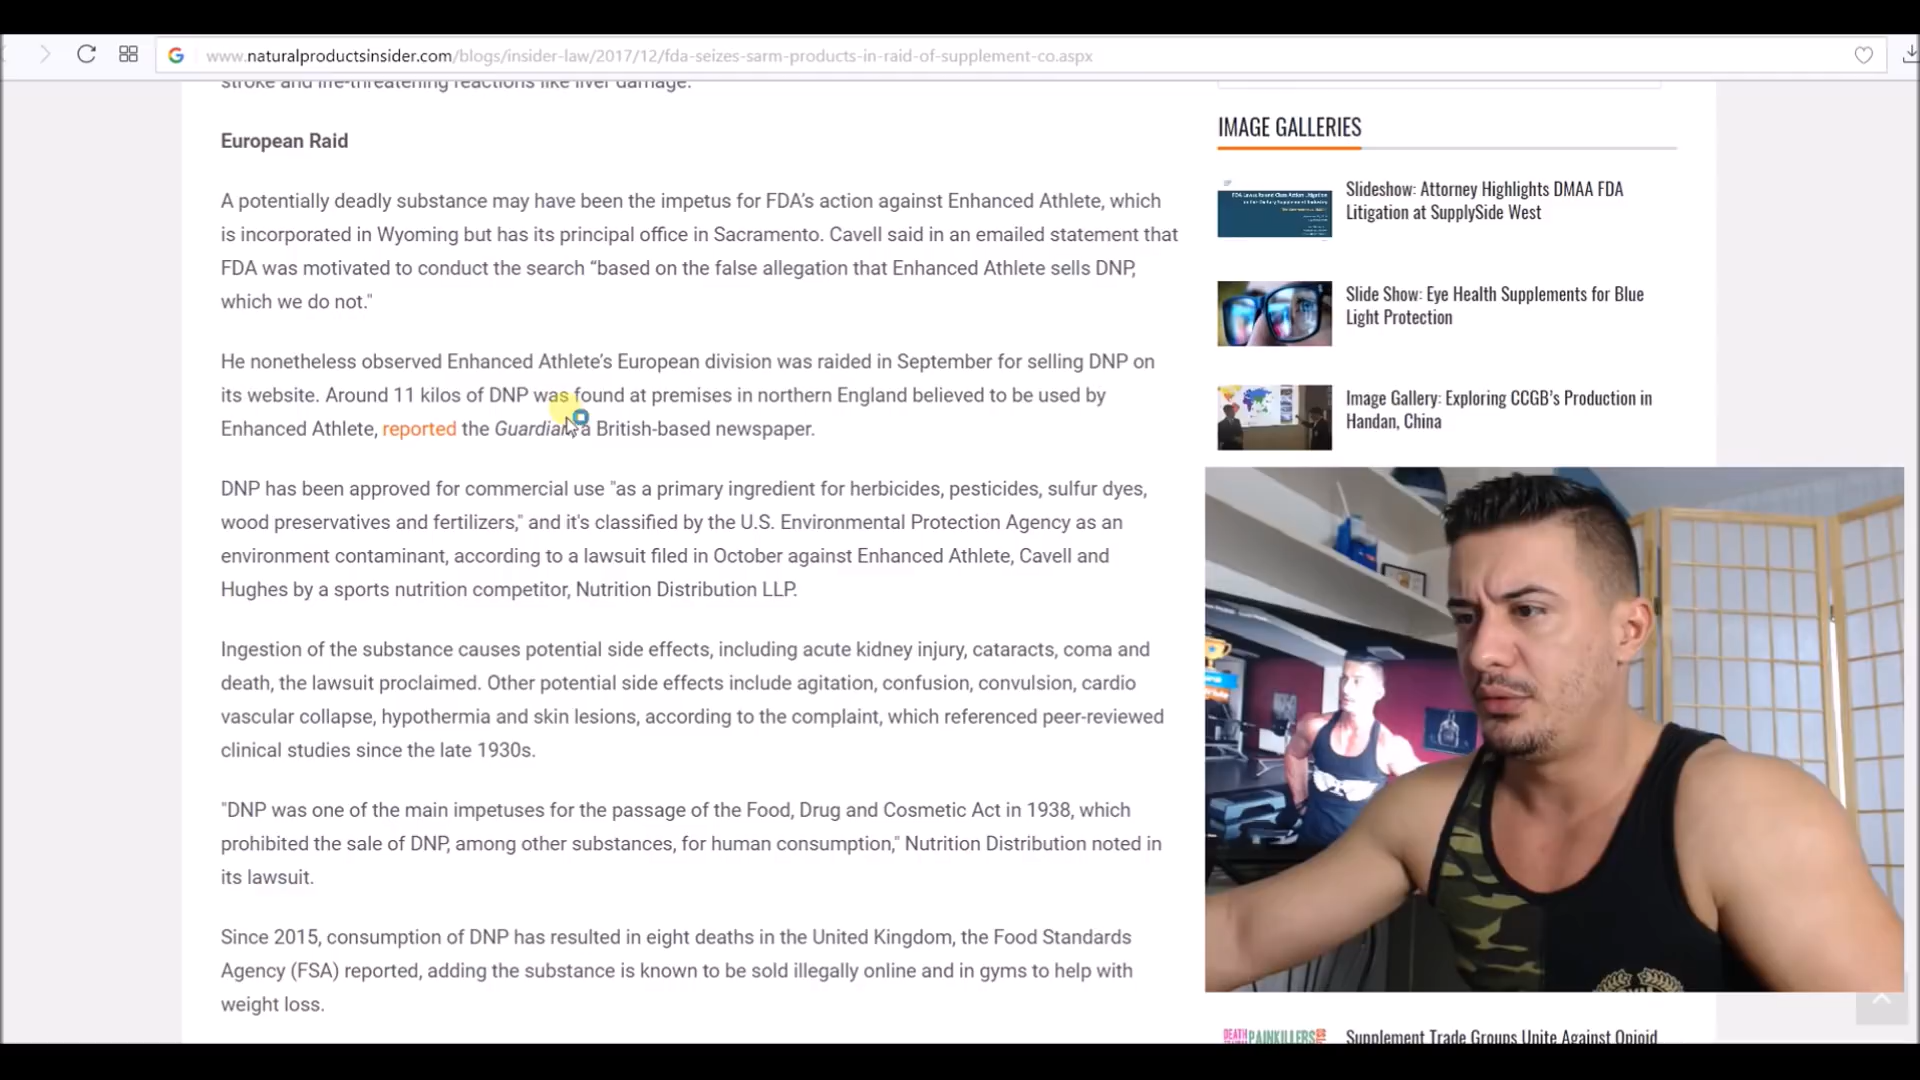 www.naturalproductsinsider.com/blogs/insider-law/2017/12/fda-seizes-sarm-products-in-raid-of-supplement-co.aspx
stroke and life-threatening reactions like liver damage.
European Raid
A potentially deadly substance may have been the impetus for FDA’s action against Enhanced Athlete, which
is incorporated in Wyoming but has its principal office in Sacramento. Cavell said in an emailed statement that
FDA was motivated to conduct the search “based on the false allegation that Enhanced Athlete sells DNP,
which we do not."
He nonetheless observed Enhanced Athlete’s European division was raided in September for selling DNP on
its website. Around 11 kilos of DNP was found at premises in northern England believed to be used by
Enhanced Athlete, reported the Guardian, a British-based newspaper.
DNP has been approved for commercial use "as a primary ingredient for herbicides, pesticides, sulfur dyes,
wood preservatives and fertilizers," and it's classified by the U.S. Environmental Protection Agency as an
environment contaminant, according to a lawsuit filed in October against Enhanced Athlete, Cavell and
Hughes by a sports nutrition competitor, Nutrition Distribution LLP.
Ingestion of the substance causes potential side effects, including acute kidney injury, cataracts, coma and
death, the lawsuit proclaimed. Other potential side effects include agitation, confusion, convulsion, cardio
vascular collapse, hypothermia and skin lesions, according to the complaint, which referenced peer-reviewed
clinical studies since the late 1930s.
"DNP was one of the main impetuses for the passage of the Food, Drug and Cosmetic Act in 1938, which
prohibited the sale of DNP, among other substances, for human consumption," Nutrition Distribution noted in
its lawsuit.
Since 2015, consumption of DNP has resulted in eight deaths in the United Kingdom, the Food Standards
Agency (FSA) reported, adding the substance is known to be sold illegally online and in gyms to help with
weight loss.
IMAGE GALLERIES
Slideshow: Attorney Highlights DMAA FDA
Litigation at SupplySide West
Slide Show: Eye Health Supplements for Blue
Light Protection
Image Gallery: Exploring CCGB’s Production in
Handan, China
DEATH
PAINKILLERS
Supplement Trade Groups Unite Against Opioid